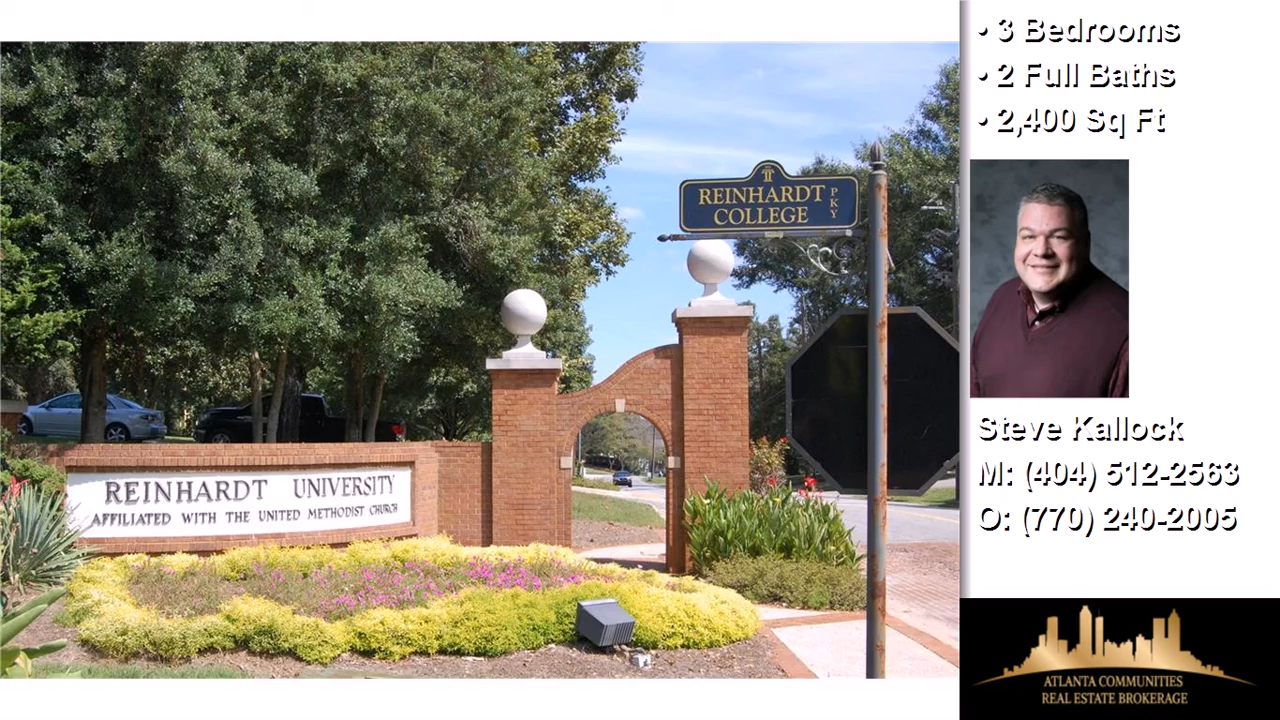 REINHARDT PKY
COLLEGE
REINHARDT UNIVERSITY
AFFILIATED WITH THE UNITED METHODIST CHURCH
• 3 Bedrooms
• 2 Full Baths
• 2,400 Sq Ft
Steve Kallock
M: (404) 512-2563
O: (770) 240-2005
ATLANTA COMMUNITIES
REAL ESTATE BROKERAGE